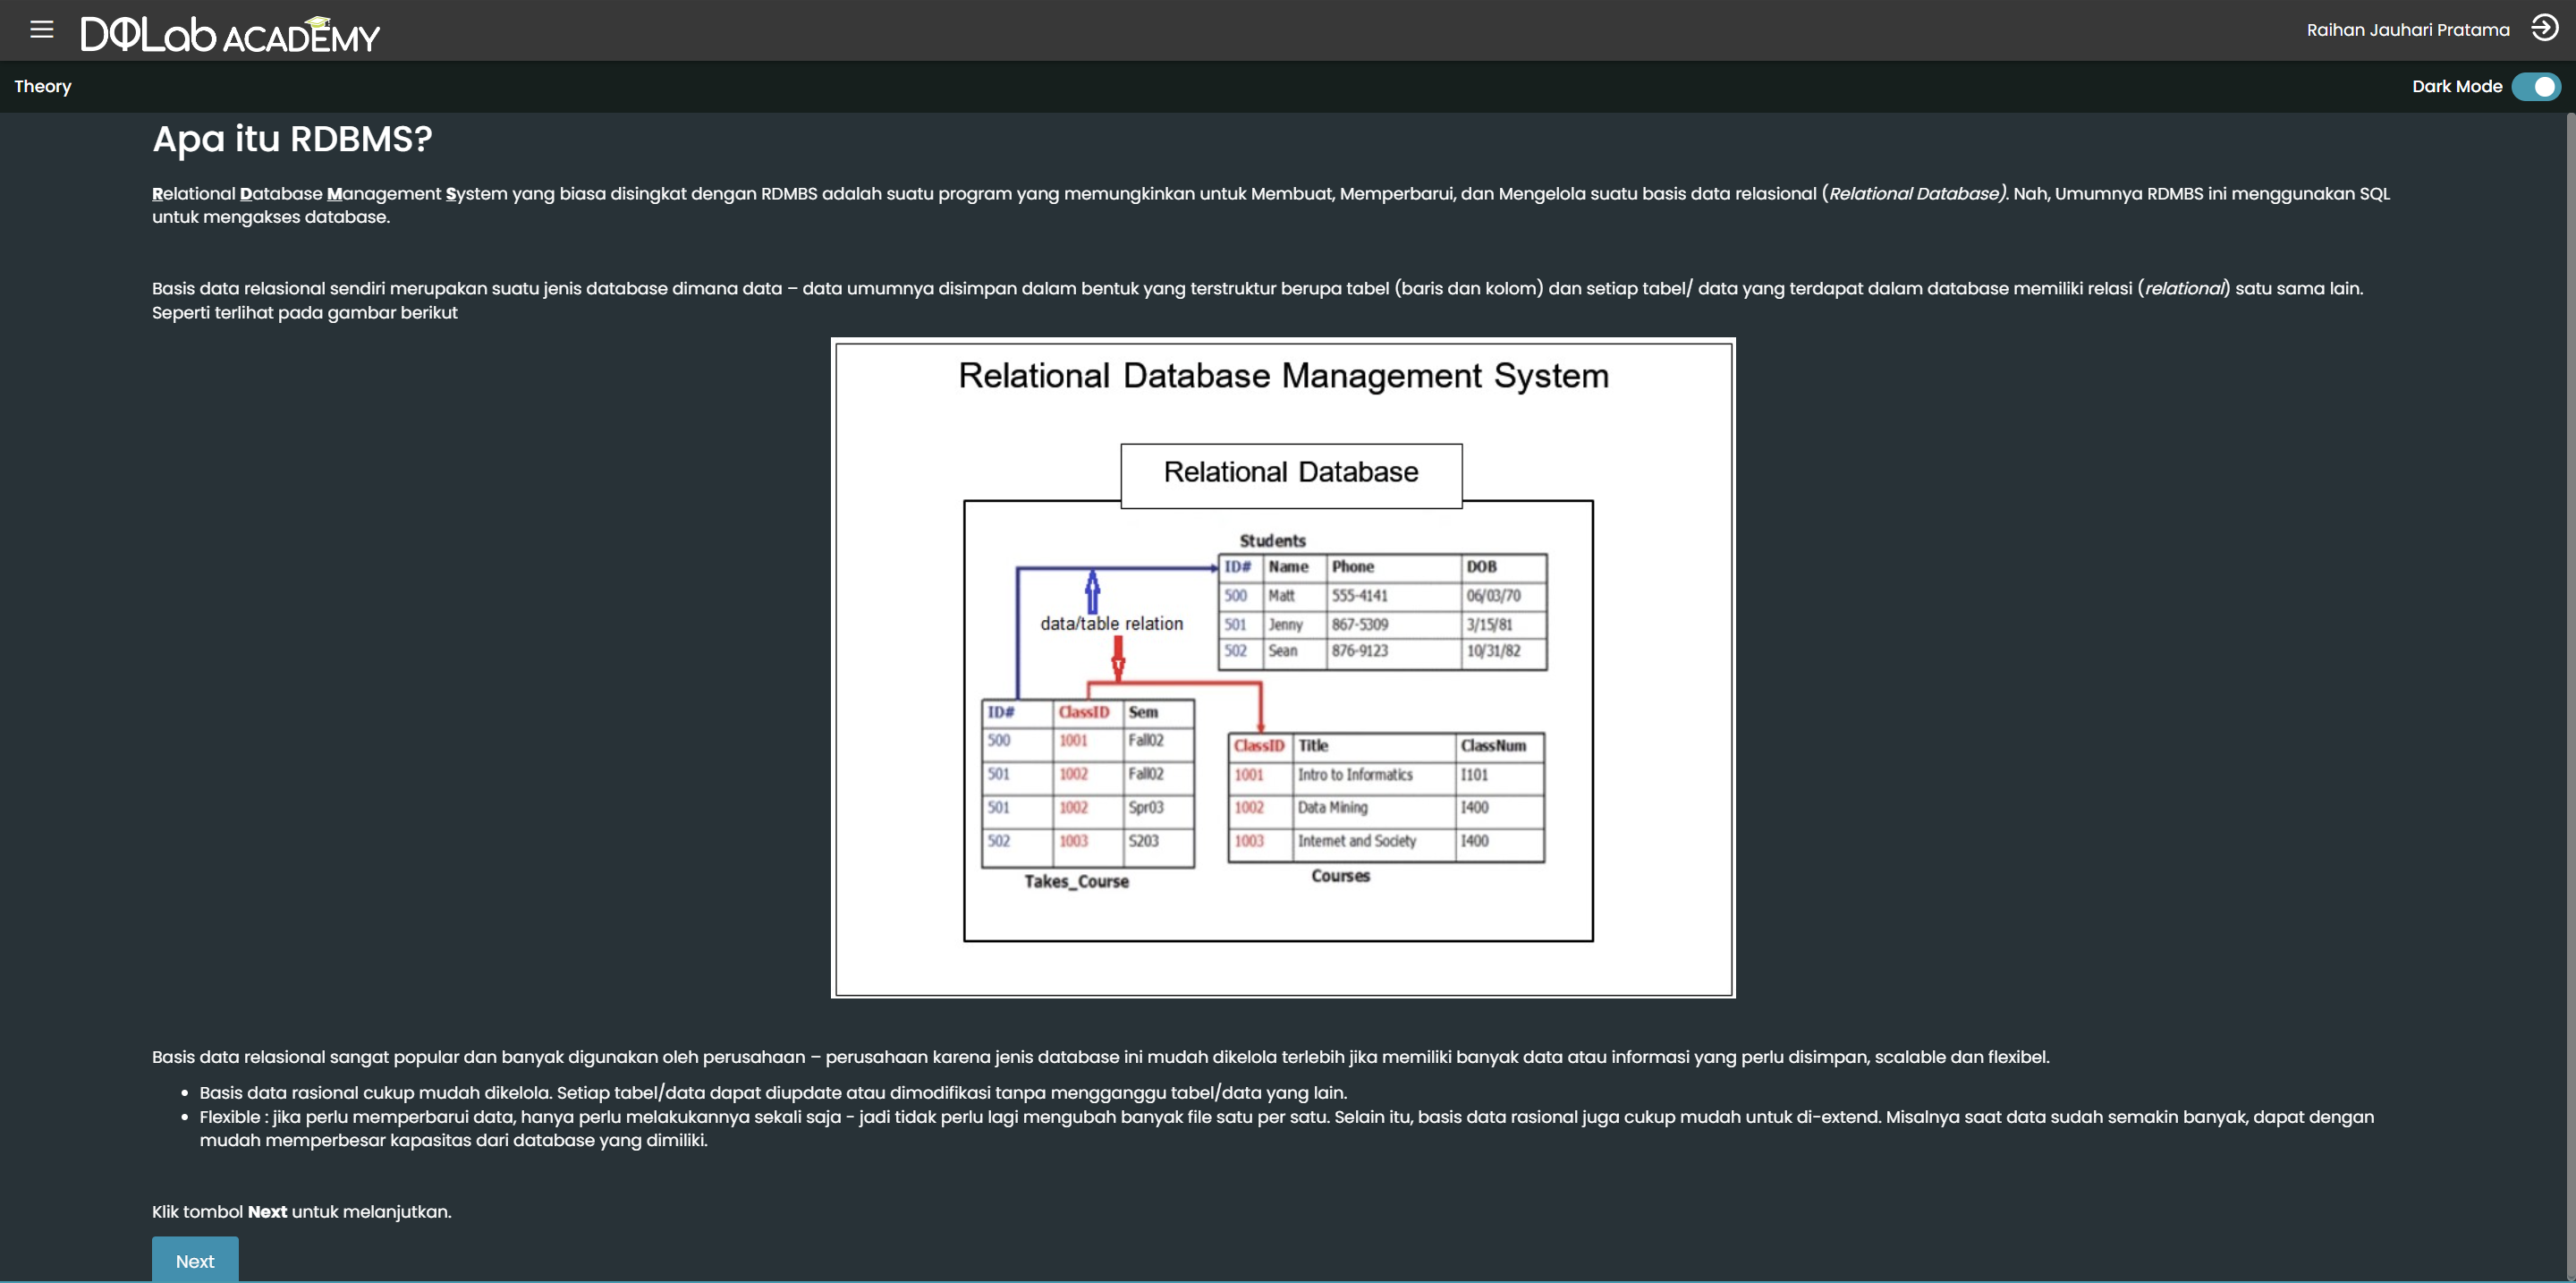 DQLab ACADEMY
Raihan Jauhari Pratama
Theory
Dark Mode
Apa itu RDBMS?
Relational Database Management System yang biasa disingkat dengan RDMBS adalah suatu program yang memungkinkan untuk Membuat, Memperbarui, dan Mengelola suatu basis data relasional (Relational Database). Nah, Umumnya RDMBS ini menggunakan SQL
untuk mengakses database.
Basis data relasional sendiri merupakan suatu jenis database dimana data – data umumnya disimpan dalam bentuk yang terstruktur berupa tabel (baris dan kolom) dan setiap tabel/ data yang terdapat dalam database memiliki relasi (relational) satu sama lain.
Seperti terlihat pada gambar berikut
Relational Database Management System
Relational Database
Students
ID# Name Phone DOB
500 Matt 555-4141 06/03/70
501 Jenny 867-5309 3/15/81
502 Sean 876-9123 10/31/82
data/table relation
ID# ClassID Sem
500 1001 Fall02
501 1002 Fall02
501 1002 Spr03
502 1003 S203
Takes_Course
ClassID Title ClassNum
1001 Intro to Informatics I101
1002 Data Mining I400
1003 Internet and Society I400
Courses
Basis data relasional sangat popular dan banyak digunakan oleh perusahaan – perusahaan karena jenis database ini mudah dikelola terlebih jika memiliki banyak data atau informasi yang perlu disimpan, scalable dan flexibel.
• Basis data rasional cukup mudah dikelola. Setiap tabel/data dapat diupdate atau dimodifikasi tanpa mengganggu tabel/data yang lain.
• Flexible : jika perlu memperbarui data, hanya perlu melakukannya sekali saja - jadi tidak perlu lagi mengubah banyak file satu per satu. Selain itu, basis data rasional juga cukup mudah untuk di-extend. Misalnya saat data sudah semakin banyak, dapat dengan
mudah memperbesar kapasitas dari database yang dimiliki.
Klik tombol Next untuk melanjutkan.
Next